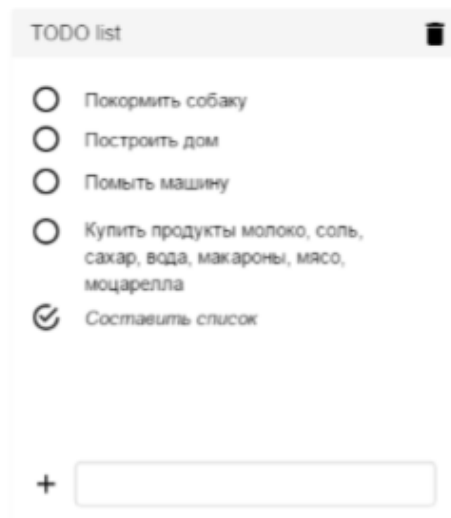 TODO list
Покормить собаку
Построить дом
Помыть машину
Купить продукты молоко, соль,
сахар, вода, макароны, мясо,
моцарелла
Составить список